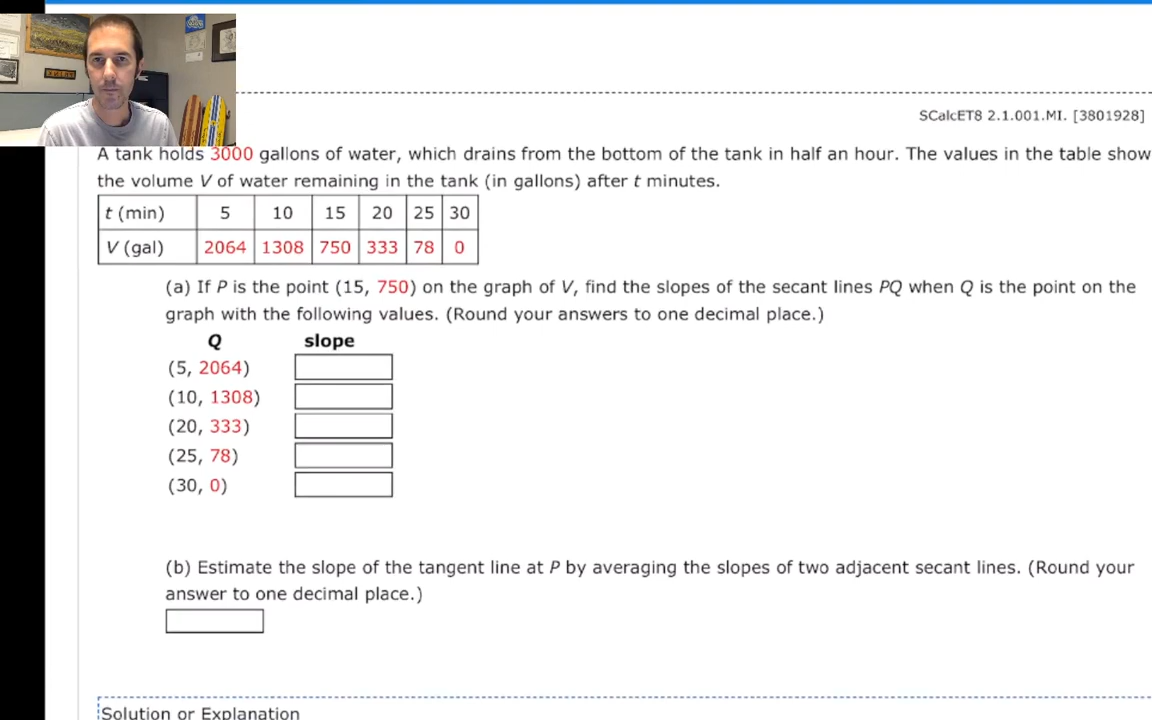 SCalcET8 2.1.001.MI. [3801928]
A tank holds 3000 gallons of water, which drains from the bottom of the tank in half an hour. The values in the table show
the volume V of water remaining in the tank (in gallons) after t minutes.
t (min) 5 10 15 20 25 30
V (gal) 2064 1308 750 333 78 0
(a) If P is the point (15, 750) on the graph of V, find the slopes of the secant lines PQ when Q is the point on the
graph with the following values. (Round your answers to one decimal place.)
Q slope
(5, 2064)
(10, 1308)
(20, 333)
(25, 78)
(30, 0)
(b) Estimate the slope of the tangent line at P by averaging the slopes of two adjacent secant lines. (Round your
answer to one decimal place.)
Solution or Explanation